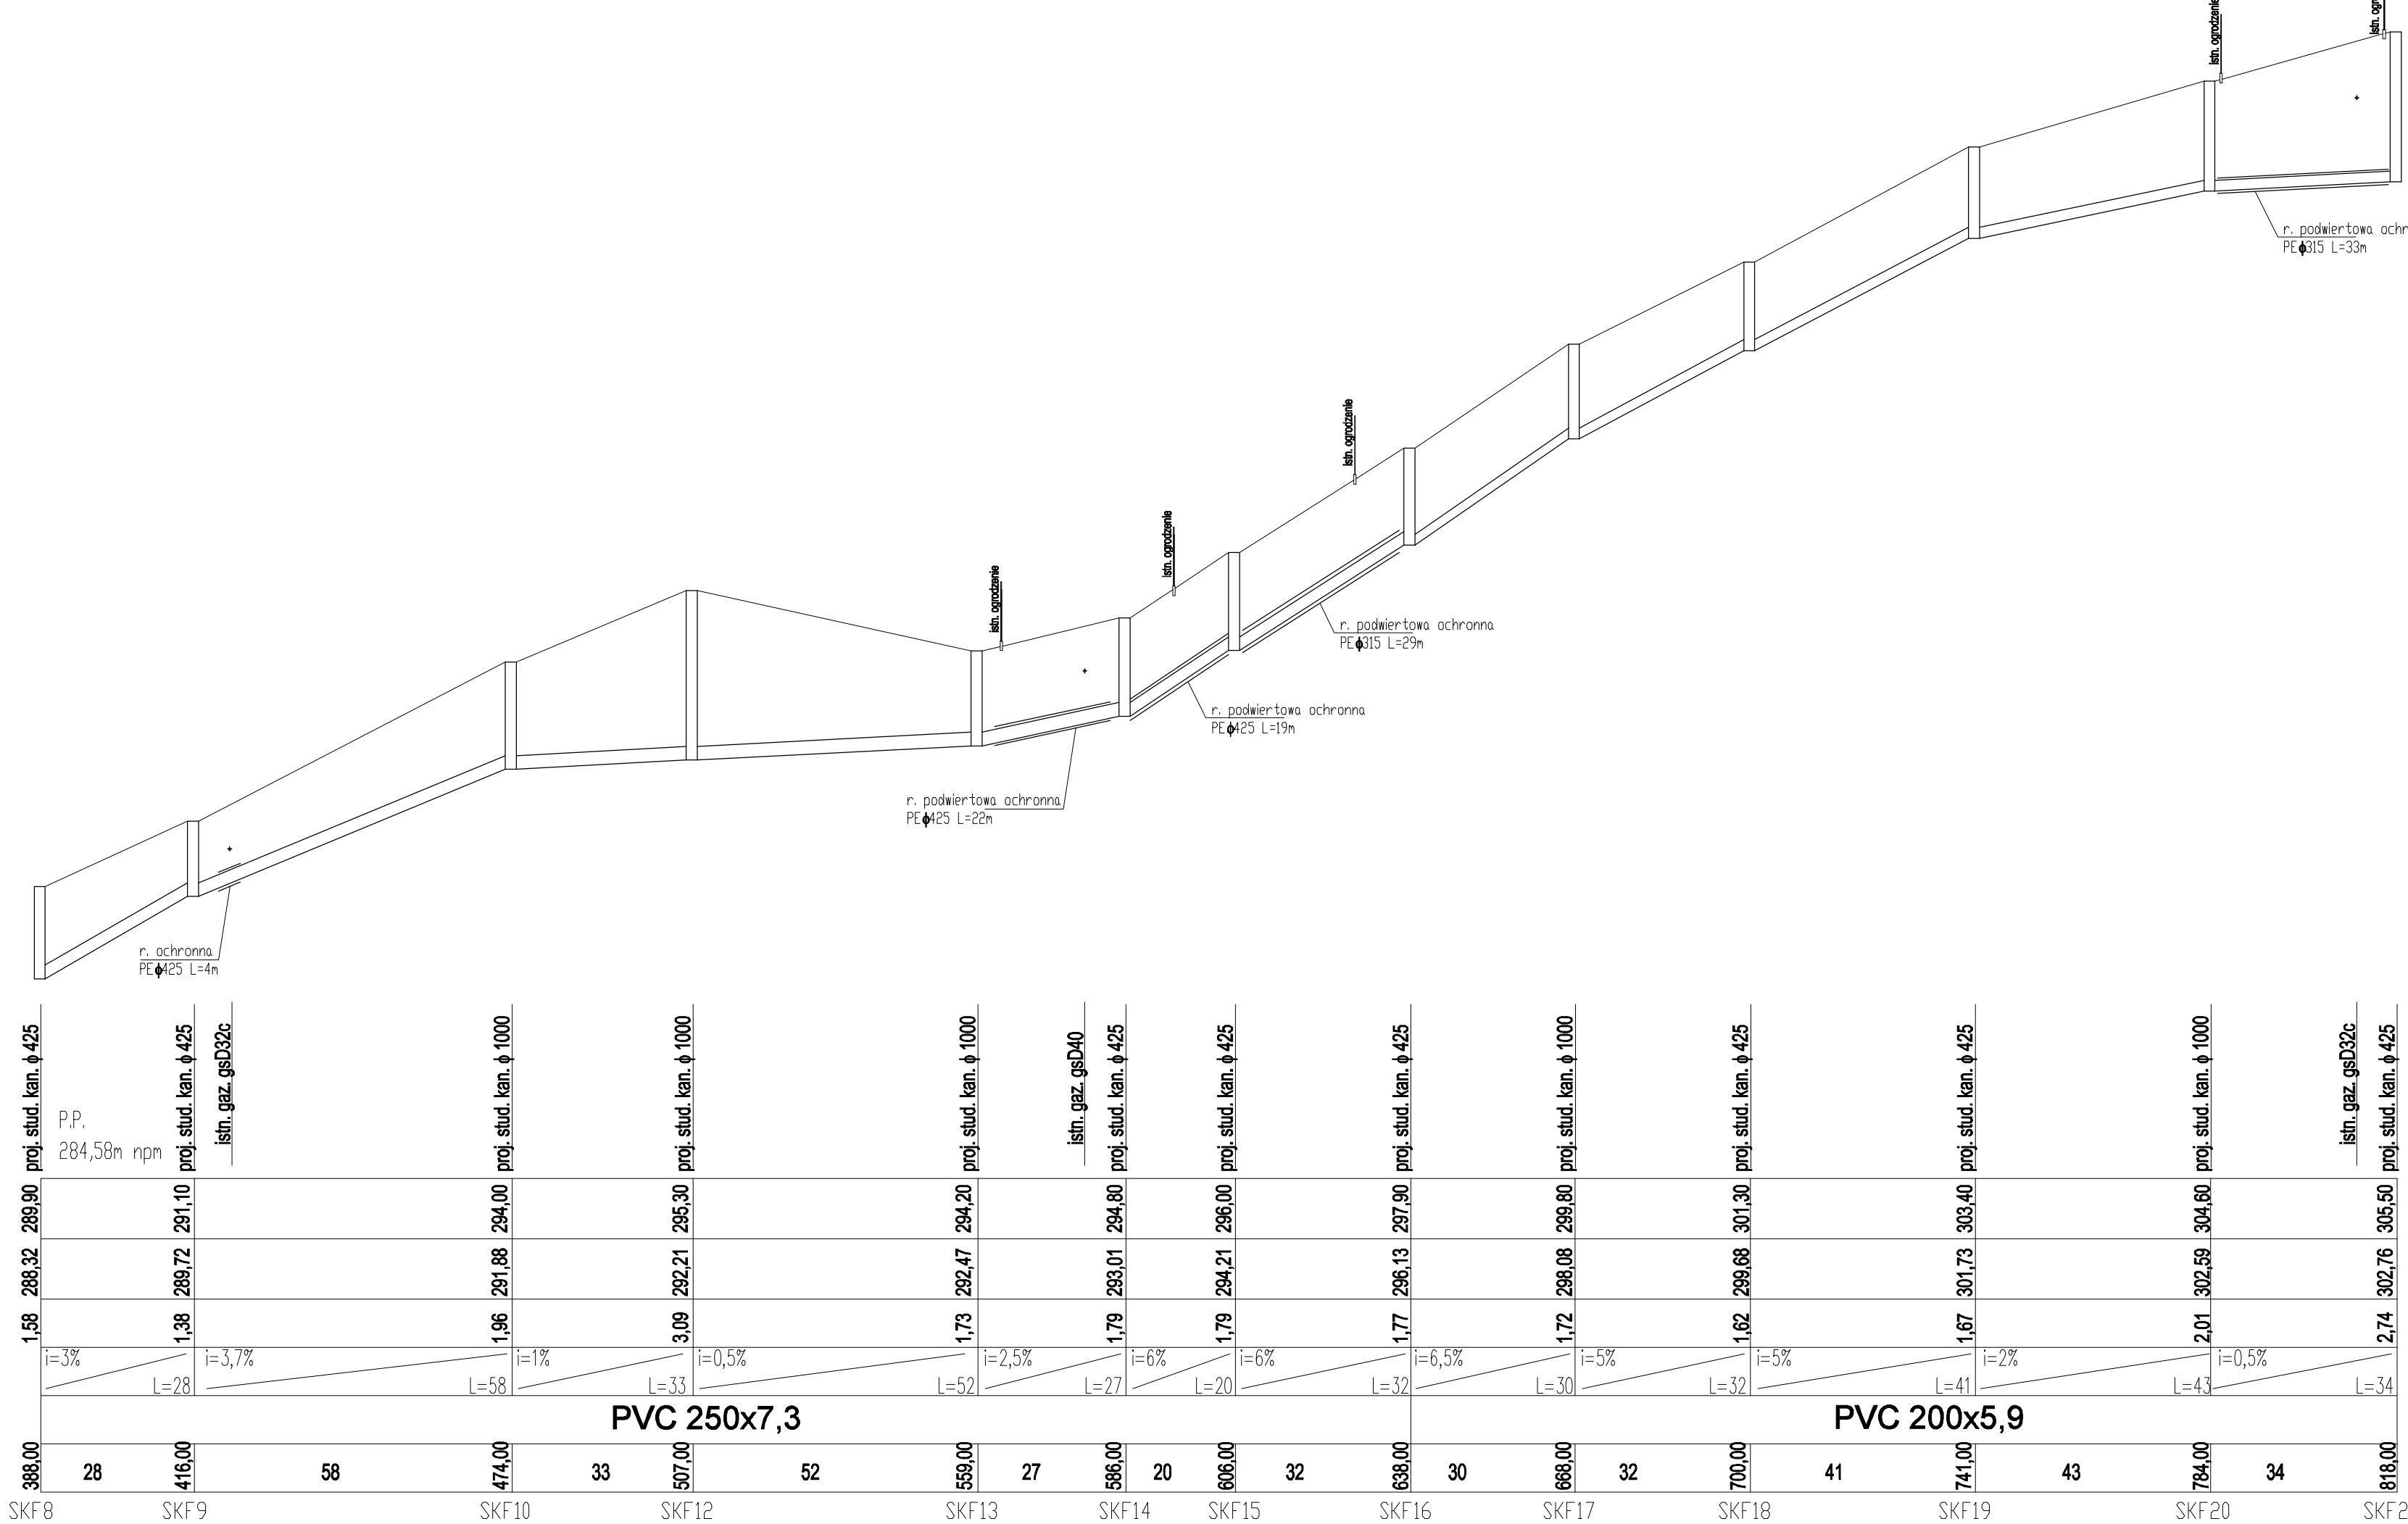 istn. ogrodzenie
istn. ogrodzenie
istn. ogrodzenie
istn. ogrodzenie
r. podwiertowa
PEϕ315 L=33m
r. podwiertowa ochronna
PEϕ315 L=29m
r. podwiertowa ochronna
PEϕ425 L=19m
r. podwiertowa ochronna
PEϕ425 L=22m
r. ochronna
PEϕ425 L=4m
proj. stud. kan. ϕ 425
P.P.
284,58m npm
proj. stud. kan. ϕ 425
istn. gaz. gsD32c
proj. stud. kan. ϕ 1000
proj. stud. kan. ϕ 1000
proj. stud. kan. ϕ 1000
istn. gaz. gsD40
proj. stud. kan. ϕ 425
proj. stud. kan. ϕ 425
proj. stud. kan. ϕ 425
proj. stud. kan. ϕ 1000
proj. stud. kan. ϕ 425
proj. stud. kan. ϕ 425
proj. stud. kan. ϕ 1000
istn. gaz. gsD32c
proj. stud. kan. ϕ 425
289,90 291,10 294,00 295,30 294,20 294,80 296,00 297,90 299,80 301,30 303,40 304,60 305,50
288,32 289,72 291,88 292,21 292,47 293,01 294,21 296,13 298,08 299,68 301,73 302,59 302,76
1,58 1,38 1,96 3,09 1,73 1,79 1,79 1,77 1,72 1,62 1,67 2,01 2,74
i=3% i=3,7% i=1% i=0,5% i=2,5% i=6% i=6% i=6,5% i=5% i=5% i=2% i=0,5%
L=28 L=58 L=33 L=52 L=27 L=20 L=32 L=30 L=32 L=41 L=43 L=34
PVC 250x7,3 PVC 200x5,9
388,00 28 416,00 58 474,00 33 507,00 52 559,00 27 586,00 20 606,00 32 638,00 30 668,00 32 700,00 41 741,00 43 784,00 34 818,00
SKF8 SKF9 SKF10 SKF12 SKF13 SKF14 SKF15 SKF16 SKF17 SKF18 SKF19 SKF20